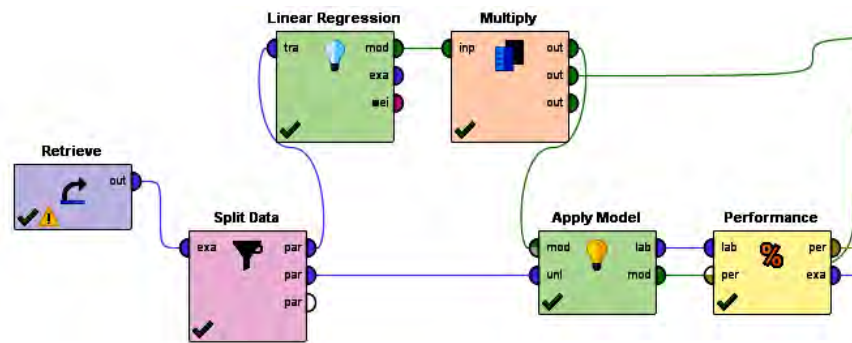 Linear Regression
tra
mod
exa
wei
Multiply
inp
out
out
out
Retrieve
out
Split Data
exa
par
par
par
Apply Model
mod
lab
unl
mod
Performance
lab
per
%
per
exa